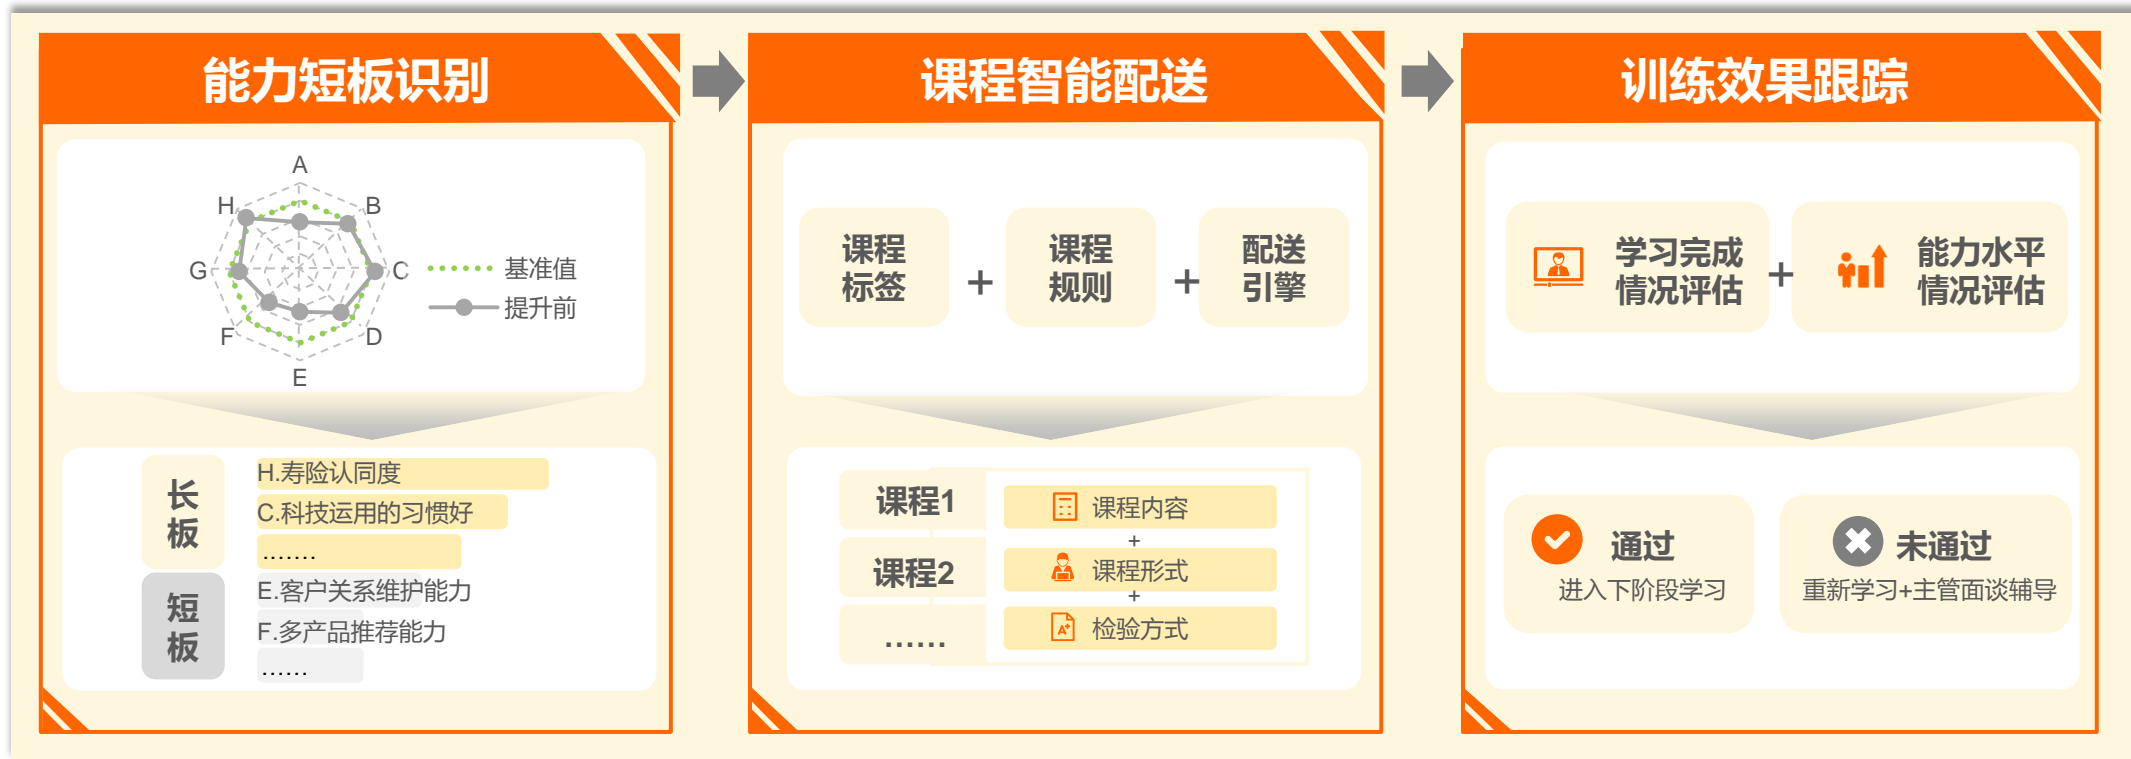 能力短板识别
A
B
C
D
E
F
G
H
基准值
提升前
长板
H.寿险认同度
C.科技运用的习惯好
.......
短板
E.客户关系维护能力
F.多产品推荐能力
......
课程智能配送
课程
标签
+
课程
规则
+
配送
引擎
课程1
课程2
......
课程内容
+
课程形式
+
A+
检验方式
训练效果跟踪
学习完成
情况评估
+
能力水平
情况评估
通过
进入下阶段学习
未通过
重新学习+主管面谈辅导